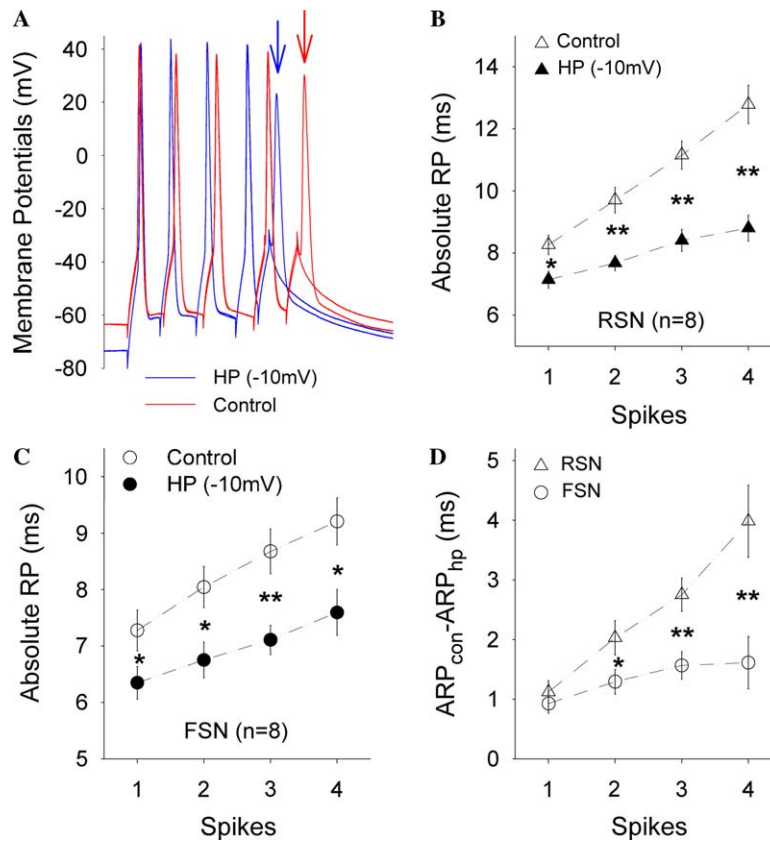 A
Membrane Potentials (mV)
40
20
0
-20
-40
-60
-80
HP (-10mV)
Control
B
Absolute RP (ms)
14
12
10
8
6
Control
HP (-10mV)
*
**
**
**
RSN (n=8)
1 2 3 4
Spikes
C
Absolute RP (ms)
10
9
8
7
6
5
Control
HP (-10mV)
*
*
**
*
FSN (n=8)
1 2 3 4
Spikes
D
ARPcon-ARPhp (ms)
5
4
3
2
1
0
RSN
FSN
*
**
**
1 2 3 4
Spikes